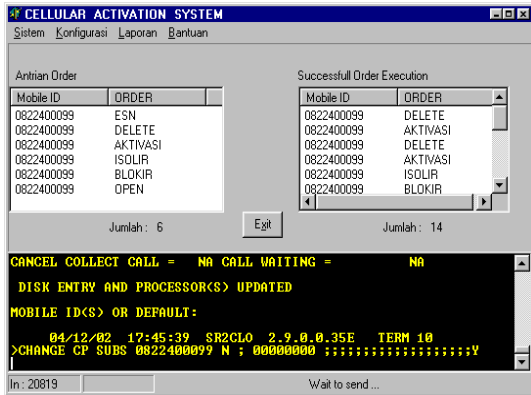 CELLULAR ACTIVATION SYSTEM
Sistem Konfigurasi Laporan Bantuan
Antrian Order
Mobile ID ORDER
0822400099 ESN
0822400099 DELETE
0822400099 AKTIVASI
0822400099 ISOLIR
0822400099 BLOKIR
0822400099 OPEN
Jumlah : 6
Exit
Successfull Order Execution
Mobile ID ORDER
0822400099 DELETE
0822400099 AKTIVASI
0822400099 DELETE
0822400099 AKTIVASI
0822400099 ISOLIR
0822400099 BLOKIR
Jumlah : 14
CANCEL COLLECT CALL = NA CALL WAITING = NA
DISK ENTRY AND PROCESSOR(S) UPDATED
MOBILE ID(S) OR DEFAULT:
04/12/02 17:45:39 SR2CLO 2.9.0.0.35E TERM 10
>CHANGE CP SUBS 0822400099 N ; 00000000 ;;;;;;;;;;;;;;;;;;;;Y
In : 20819
Wait to send ...